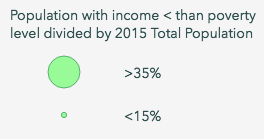 Population with income < than poverty
level divided by 2015 Total Population
>35%
<15%